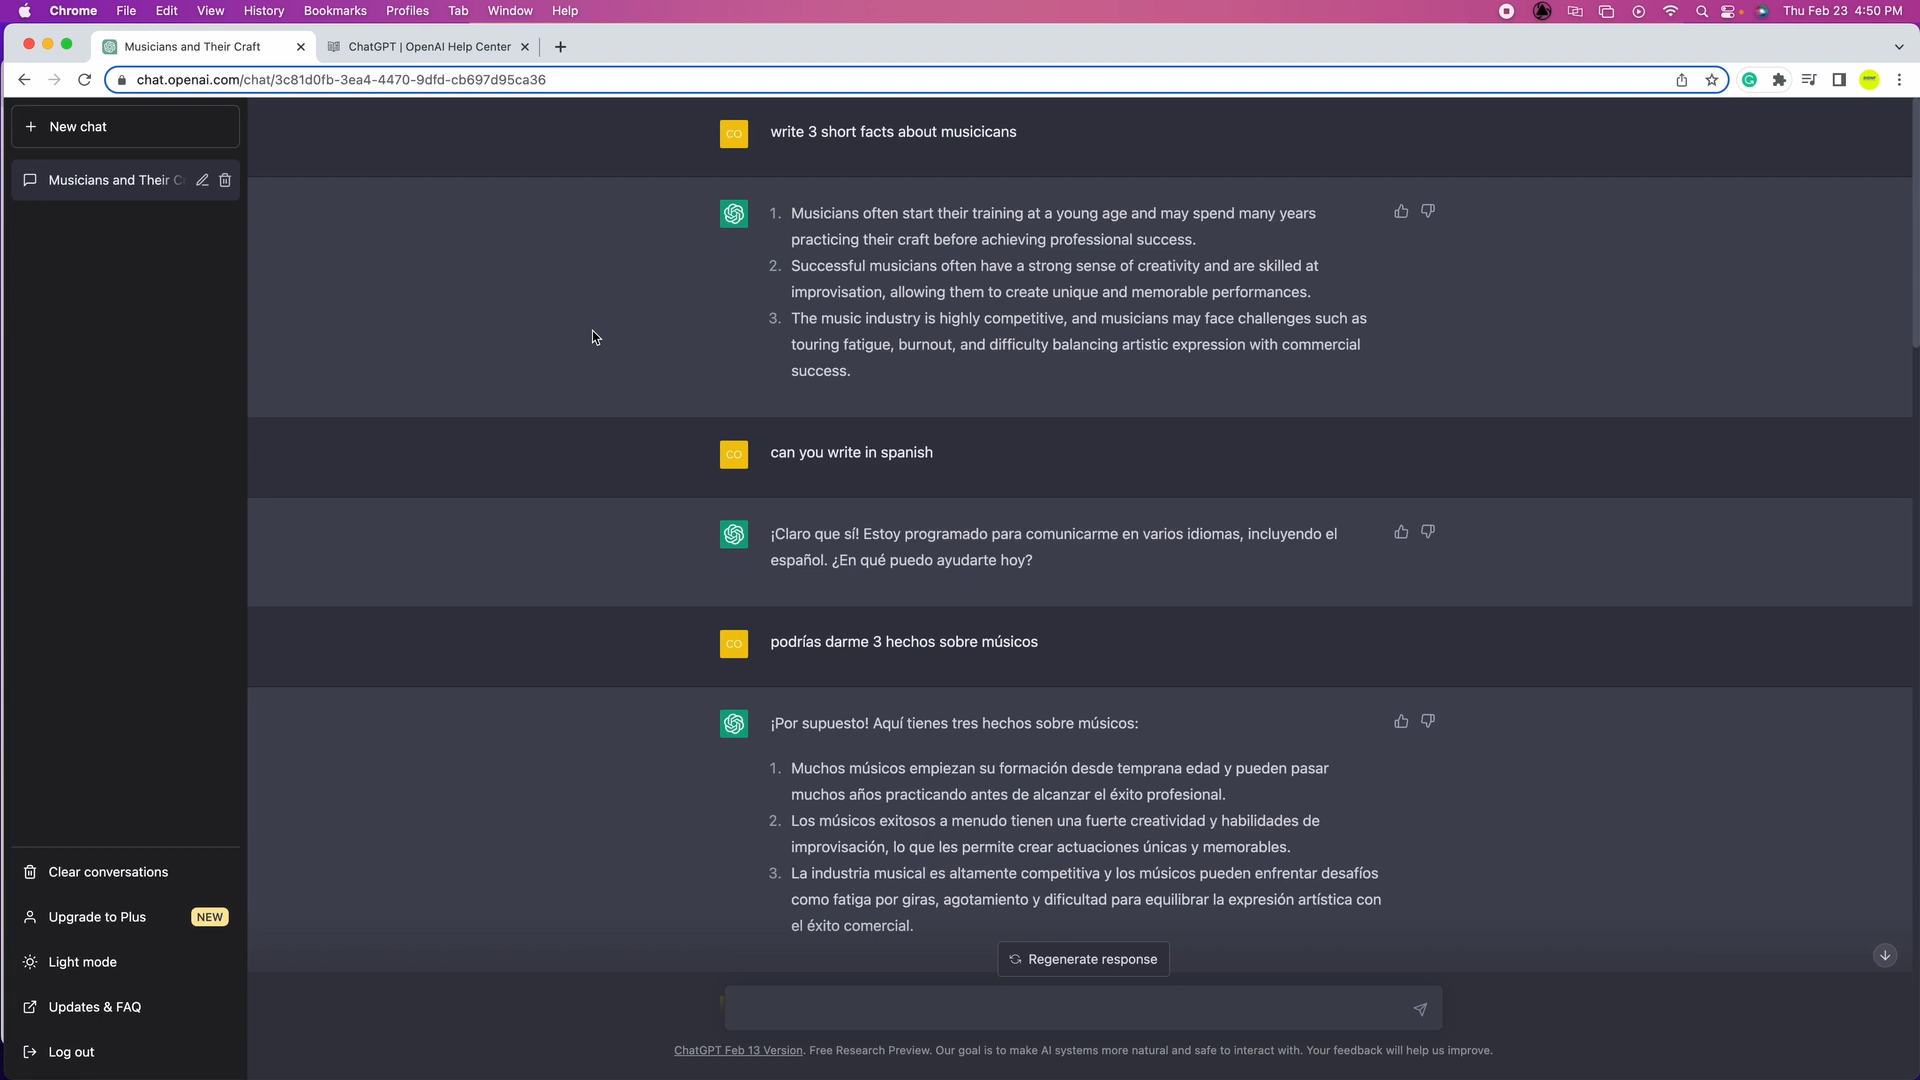 Chrome File Edit View History Bookmarks Profiles Tab Window Help Thu Feb 23 4:50 PM
Musicians and Their Craft ChatGPT | OpenAI Help Center
chat.openai.com/chat/3c81d0fb-3ea4-4470-9dfd-cb697d95ca36
New chat
Musicians and Their C
CO write 3 short facts about musicicans
1. Musicians often start their training at a young age and may spend many years
practicing their craft before achieving professional success.
2. Successful musicians often have a strong sense of creativity and are skilled at
improvisation, allowing them to create unique and memorable performances.
3. The music industry is highly competitive, and musicians may face challenges such as
touring fatigue, burnout, and difficulty balancing artistic expression with commercial
success.
CO can you write in spanish
¡Claro que sí! Estoy programado para comunicarme en varios idiomas, incluyendo el
español. ¿En qué puedo ayudarte hoy?
CO podrías darme 3 hechos sobre músicos
¡Por supuesto! Aquí tienes tres hechos sobre músicos:
1. Muchos músicos empiezan su formación desde temprana edad y pueden pasar
muchos años practicando antes de alcanzar el éxito profesional.
2. Los músicos exitosos a menudo tienen una fuerte creatividad y habilidades de
improvisación, lo que les permite crear actuaciones únicas y memorables.
3. La industria musical es altamente competitiva y los músicos pueden enfrentar desafíos
como fatiga por giras, agotamiento y dificultad para equilibrar la expresión artística con
el éxito comercial.
Regenerate response
Clear conversations
Upgrade to Plus NEW
Light mode
Updates & FAQ
Log out
ChatGPT Feb 13 Version. Free Research Preview. Our goal is to make AI systems more natural and safe to interact with. Your feedback will help us improve.